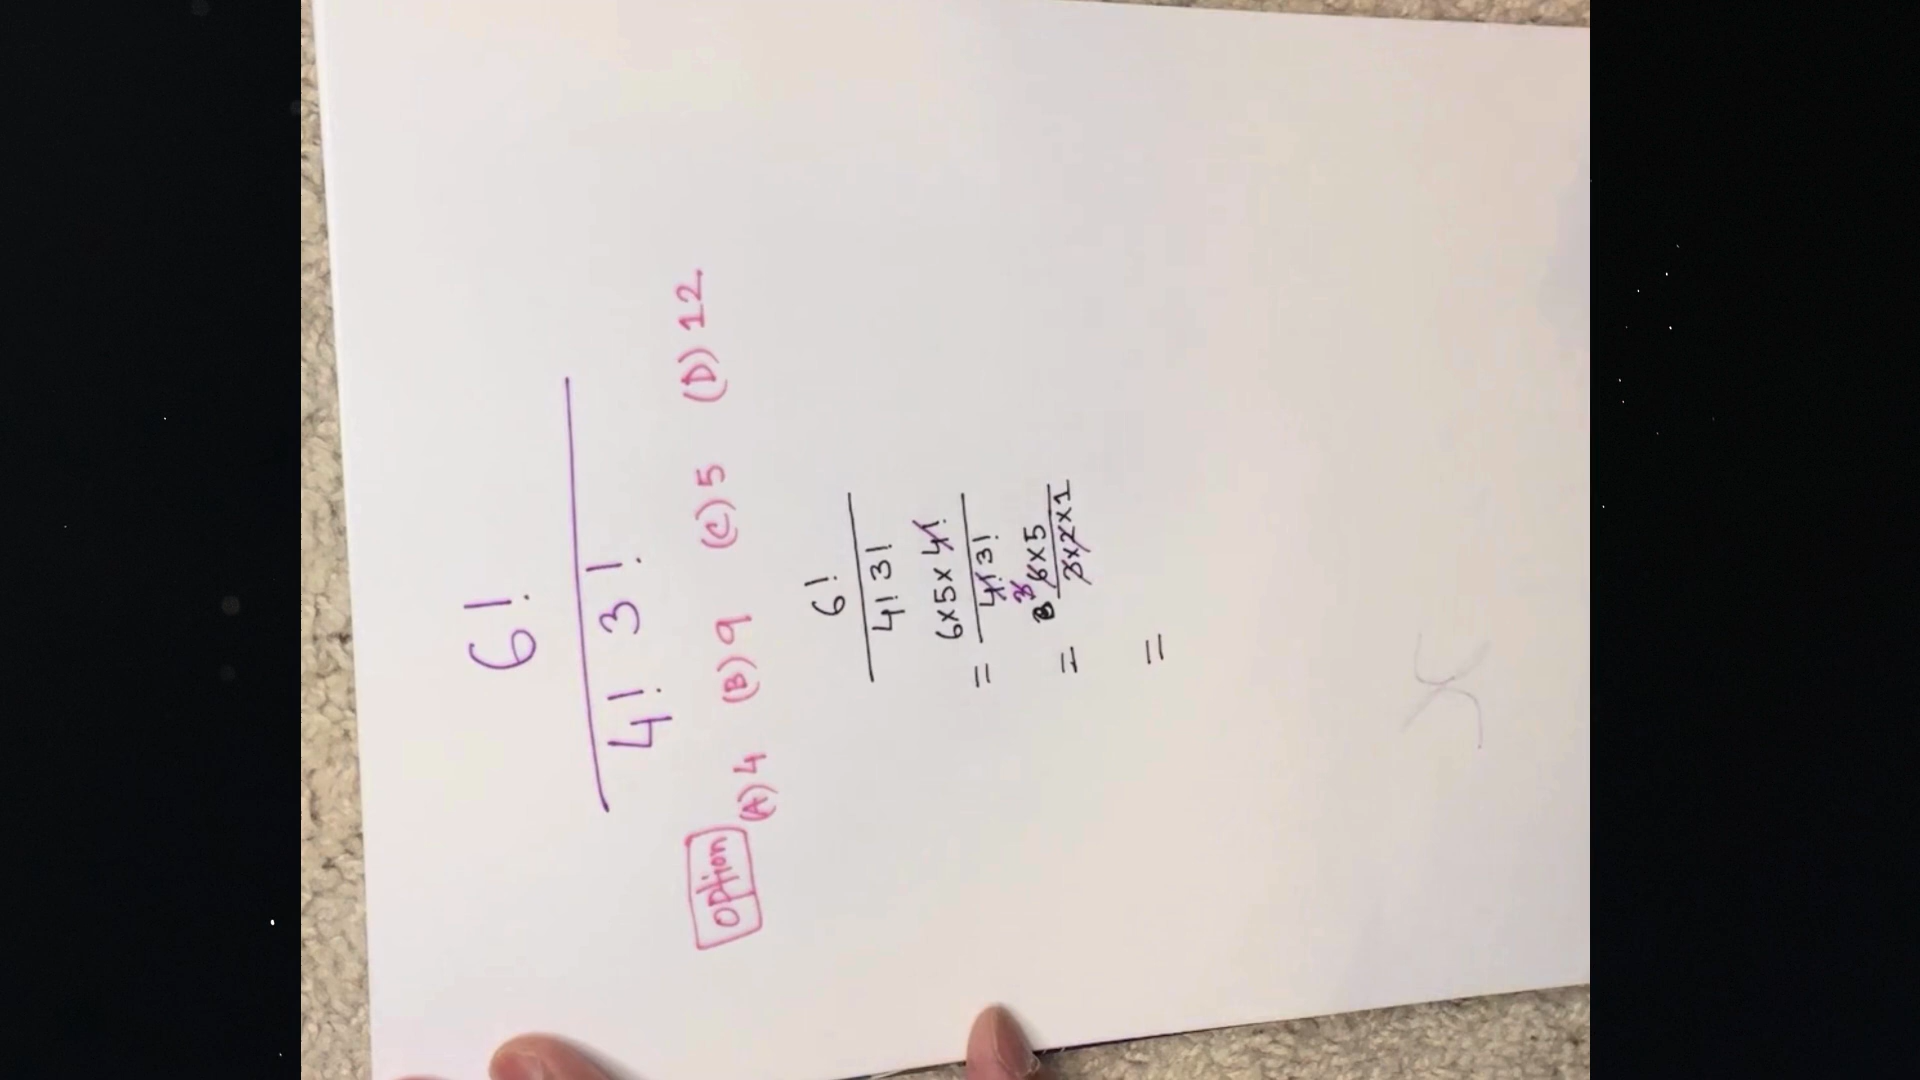 6!
4! 3!
option
(A) 4 (B) 9 (C) 5 (D) 12
6!
4! 3!
= 6 x 5 x 4!
4! 3!
3
= 6 x 5
3 x 2 x 1
=